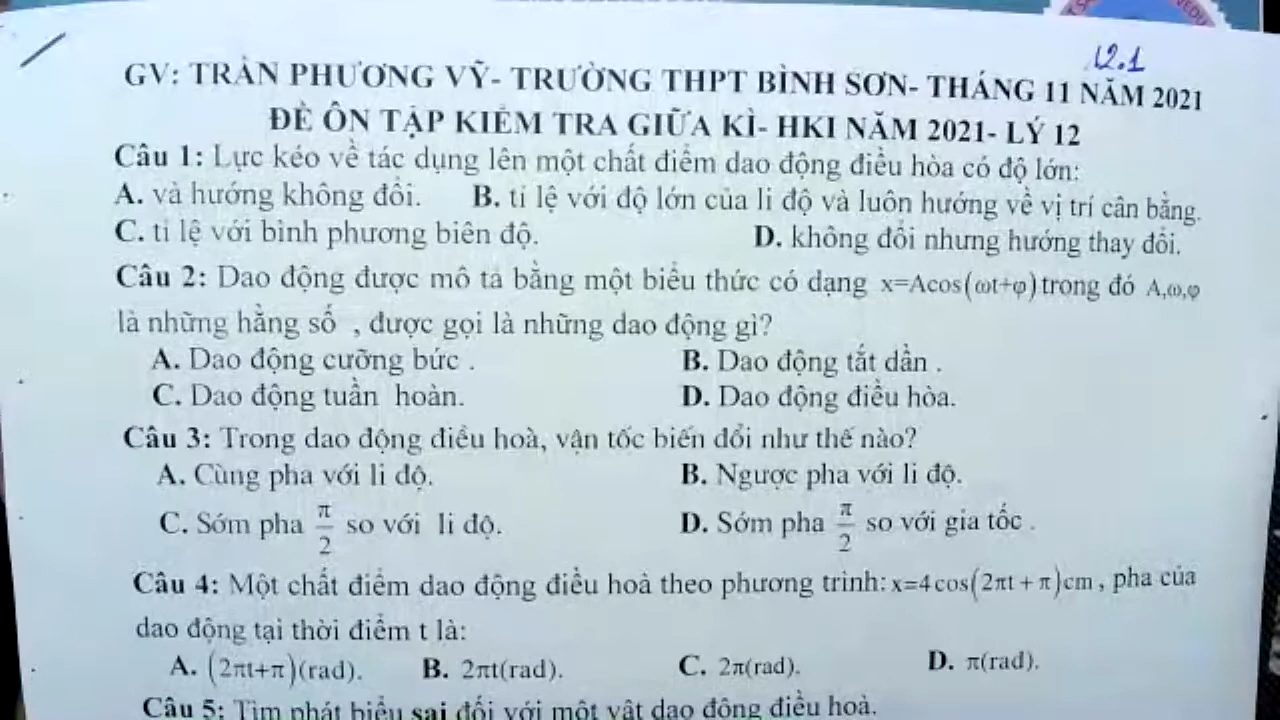 12.1
GV: TRẦN PHƯƠNG VỸ- TRƯỜNG THPT BÌNH SƠN- THÁNG 11 NĂM 2021
ĐỀ ÔN TẬP KIỂM TRA GIỮA KÌ- HKI NĂM 2021- LÝ 12
Câu 1: Lực kéo về tác dụng lên một chất điểm dao động điều hòa có độ lớn:
A. và hướng không đổi. B. tỉ lệ với độ lớn của li độ và luôn hướng về vị trí cân bằng.
C. tỉ lệ với bình phương biên độ. D. không đổi nhưng hướng thay đổi.
Câu 2: Dao động được mô tả bằng một biểu thức có dạng x=Acos(ωt+φ) trong đó A,ω,φ
là những hằng số , được gọi là những dao động gì?
A. Dao động cưỡng bức . B. Dao động tắt dần .
C. Dao động tuần hoàn. D. Dao động điều hòa.
Câu 3: Trong dao động điều hoà, vận tốc biến đổi như thế nào?
A. Cùng pha với li độ. B. Ngược pha với li độ.
C. Sớm pha π/2 so với li độ. D. Sớm pha π/2 so với gia tốc .
Câu 4: Một chất điểm dao động điều hoà theo phương trình: x=4cos(2πt + π)cm , pha của
dao động tại thời điểm t là:
A. (2πt+π)(rad). B. 2πt(rad). C. 2π(rad). D. π(rad).
Câu 5: Tìm phát biểu sai đối với một vật dao động điều hoà.